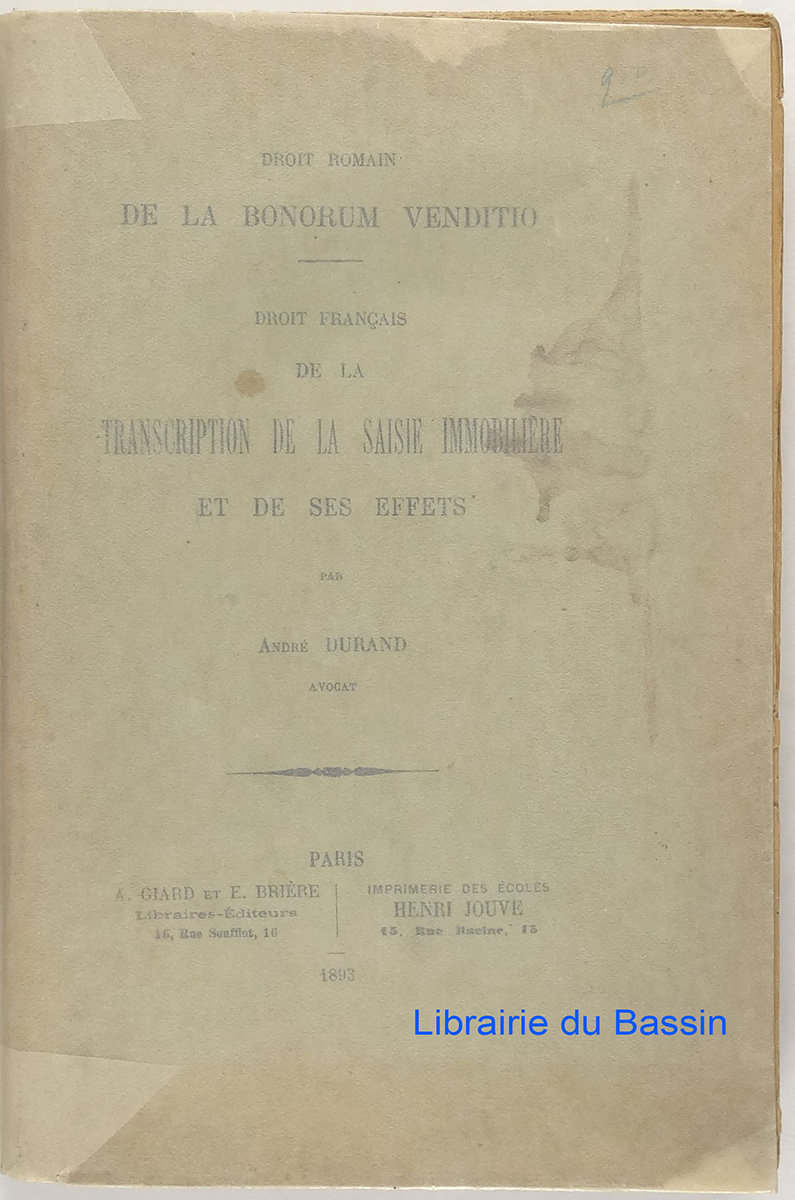 DROIT ROMAIN
DE LA BONORUM VENDITIO
DROIT FRANÇAIS
DE LA
TRANSCRIPTION DE LA SAISIE IMMOBILIÈRE
ET DE SES EFFETS
PAR
ANDRÉ DURAND
AVOCAT
PARIS
A. GIARD ET E. BRIÈRE
Libraires-Éditeurs
16, Rue Soufflot, 16
IMPRIMERIE DES ÉCOLES
HENRI JOUVE
15, Rue Racine, 15
1893
Librairie du Bassin